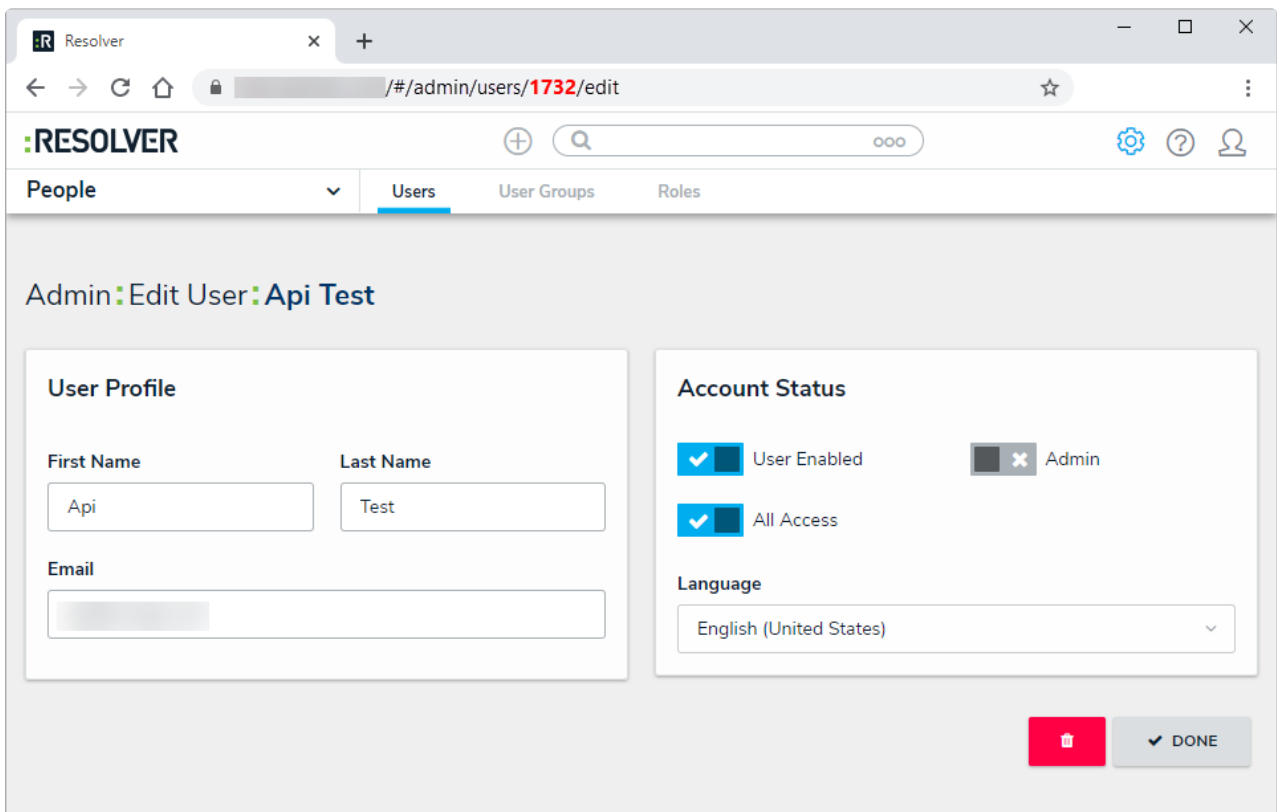 :R Resolver
/#/admin/users/1732/edit
:RESOLVER
People Users User Groups Roles
Admin:Edit User:Api Test
User Profile
First Name Last Name
Api Test
Email
Account Status
User Enabled Admin
All Access
Language
English (United States)
DONE